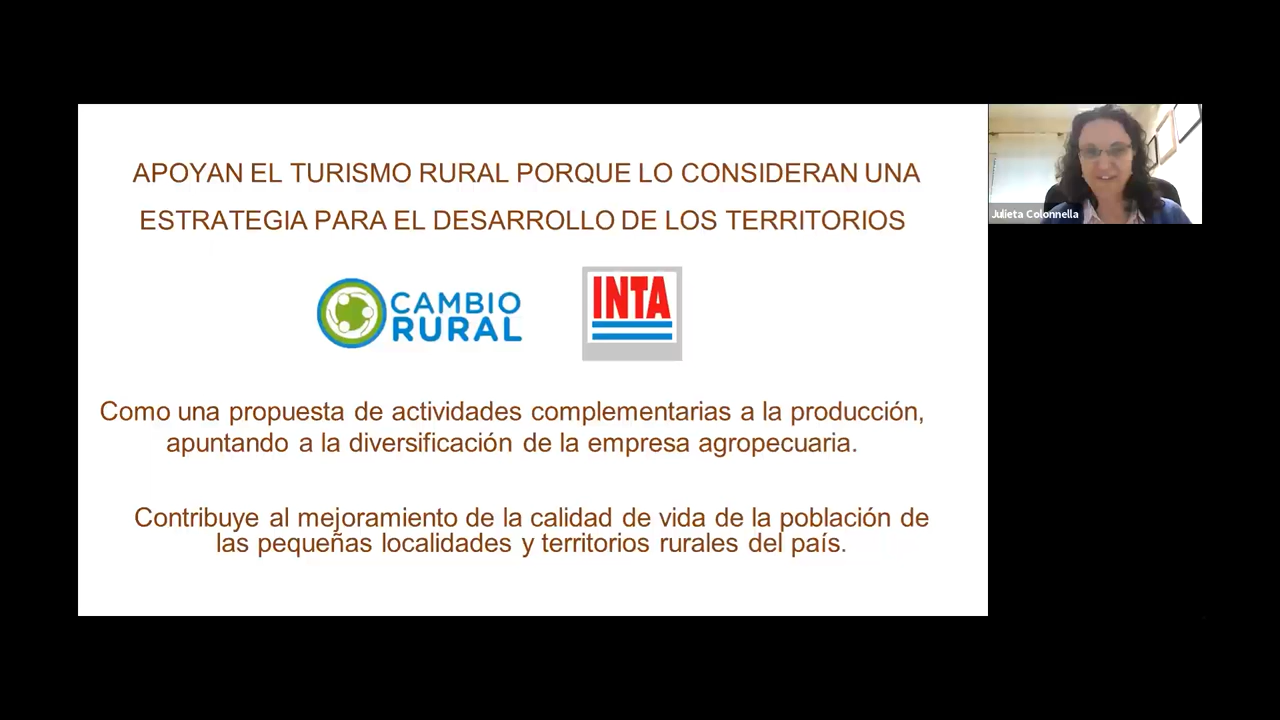 APOYAN EL TURISMO RURAL PORQUE LO CONSIDERAN UNA
ESTRATEGIA PARA EL DESARROLLO DE LOS TERRITORIOS
CAMBIO
RURAL
INTA
Como una propuesta de actividades complementarias a la producción,
apuntando a la diversificación de la empresa agropecuaria.
Contribuye al mejoramiento de la calidad de vida de la población de
las pequeñas localidades y territorios rurales del país.
Julieta Colonnella